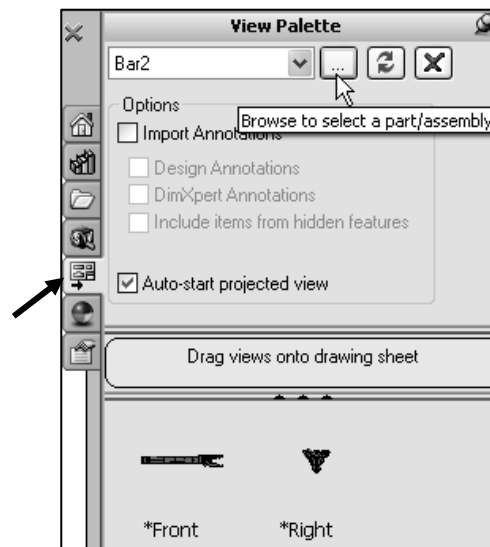 View Palette
Bar2
...
Options
Browse to select a part/assembly
Import Annotations
Design Annotations
DimXpert Annotations
Include items from hidden features
Auto-start projected view
Drag views onto drawing sheet
*Front *Right